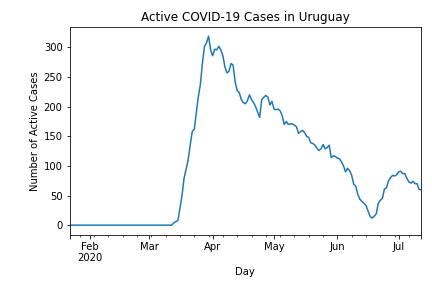 Active COVID-19 Cases in Uruguay
300
250
200
150
100
50
0
Number of Active Cases
Feb Mar Apr May Jun Jul
2020
Day